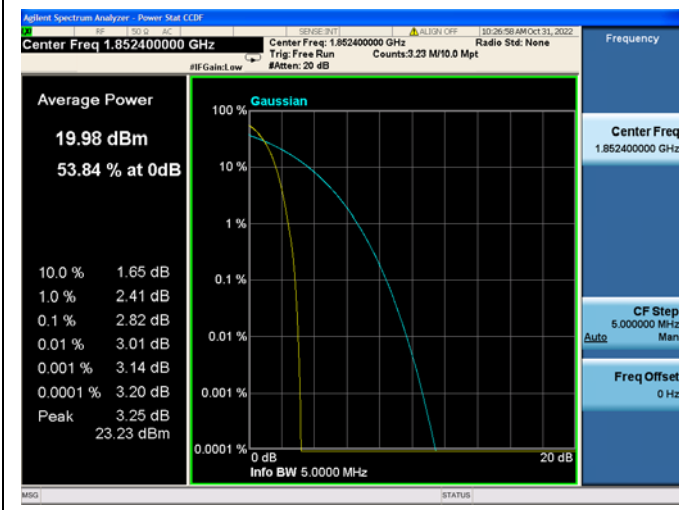 Agilent Spectrum Analyzer - Power Stat CCDF
RF 50 Ω AC SENSE:INT ALIGN OFF 10:26:58 AM Oct 31, 2022
Center Freq 1.852400000 GHz
Center Freq: 1.852400000 GHz Radio Std: None
Trig: Free Run Counts:3.23 M/10.0 Mpt
#IFGain:Low #Atten: 20 dB
Frequency
Average Power
19.98 dBm
53.84 % at 0dB
10.0 % 1.65 dB
1.0 % 2.41 dB
0.1 % 2.82 dB
0.01 % 3.01 dB
0.001 % 3.14 dB
0.0001 % 3.20 dB
Peak 3.25 dB
23.23 dBm
Gaussian
100 %
10 %
1 %
0.1 %
0.01 %
0.001 %
0.0001 %
0 dB 20 dB
Info BW 5.0000 MHz
Center Freq
1.852400000 GHz
CF Step
5.000000 MHz
Auto Man
Freq Offset
0 Hz
MSG STATUS